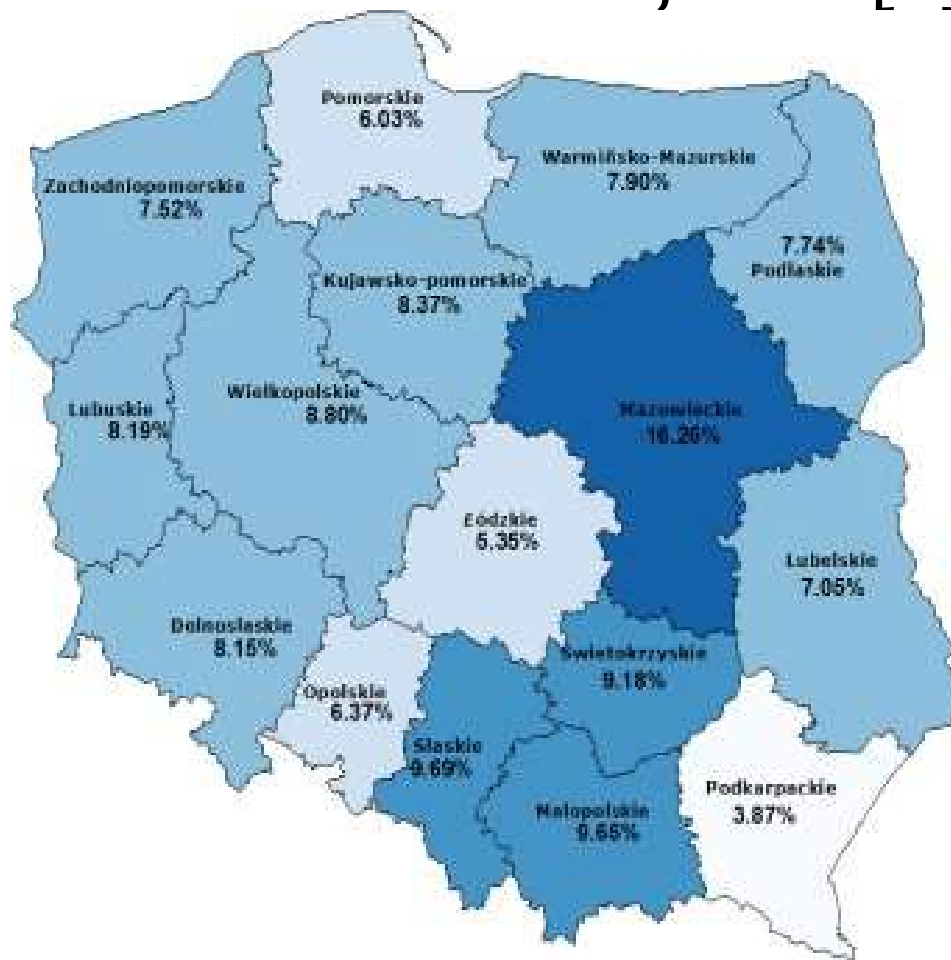 Pomorskie
6.03%
Warmińsko-Mazurskie
7.90%
Zachodniopomorskie
7.52%
7.74%
Podlaskie
Kujawsko-pomorskie
8.37%
Wielkopolskie
8.80%
Lubuskie
8.19%
Mazowieckie
16.26%
Łódzkie
5.35%
Lubelskie
7.05%
Dolnoslaskie
8.15%
Swietokrzyskie
9.18%
Opolskie
6.37%
Slaskie
9.69%
Podkarpackie
3.87%
Malopolskie
9.65%